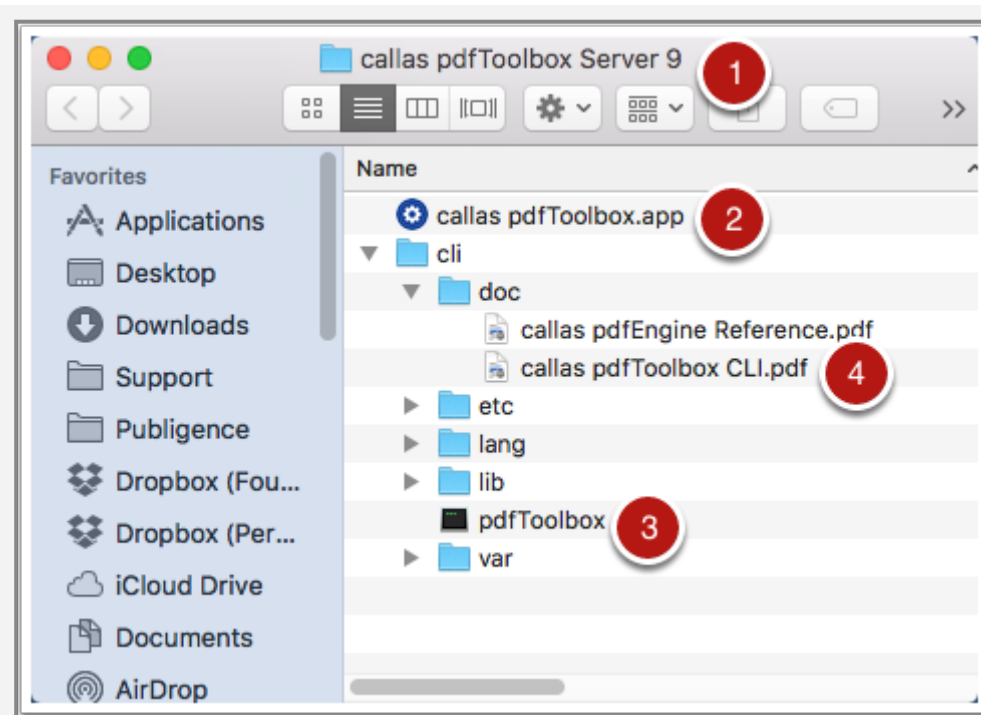 callas pdfToolbox Server 9
1
Favorites
Applications
Desktop
Downloads
Support
Publigence
Dropbox (Fou...
Dropbox (Per...
iCloud Drive
Documents
AirDrop
Name
callas pdfToolbox.app
2
cli
doc
callas pdfEngine Reference.pdf
callas pdfToolbox CLI.pdf
4
etc
lang
lib
pdfToolbox
3
var